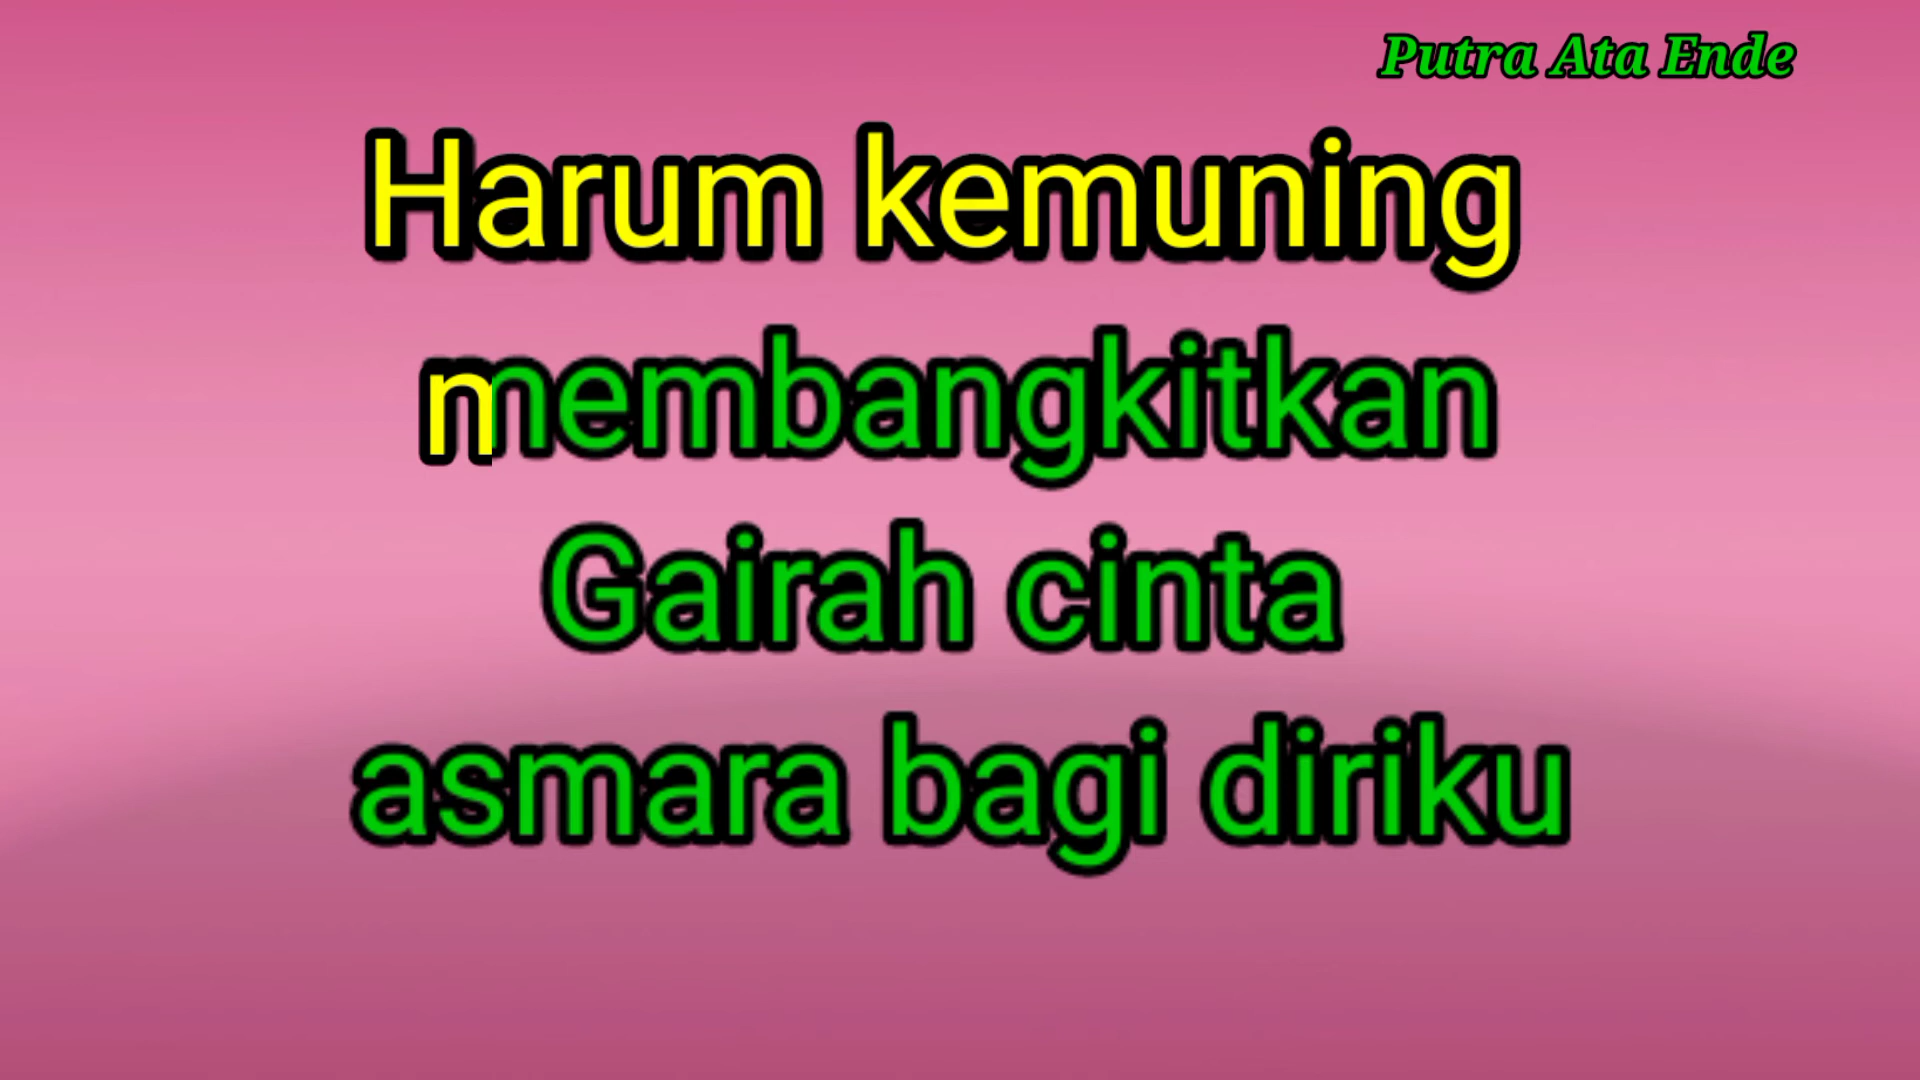 Putra Ata Ende
Harum kemuning
membangkitkan
Gairah cinta
asmara bagi diriku